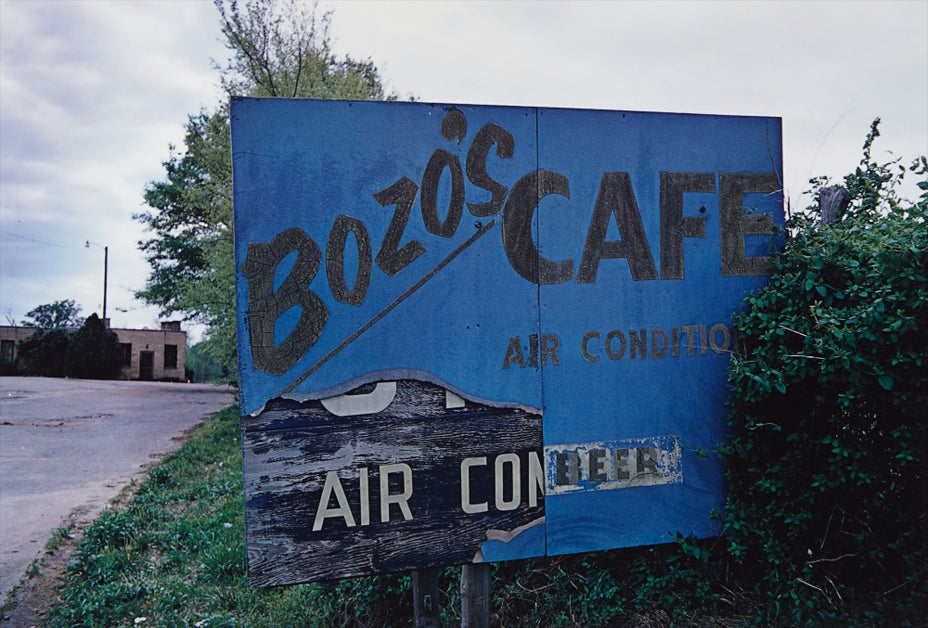 BOZO'S CAFE
AIR CONDITIO
AIR CON
BEER